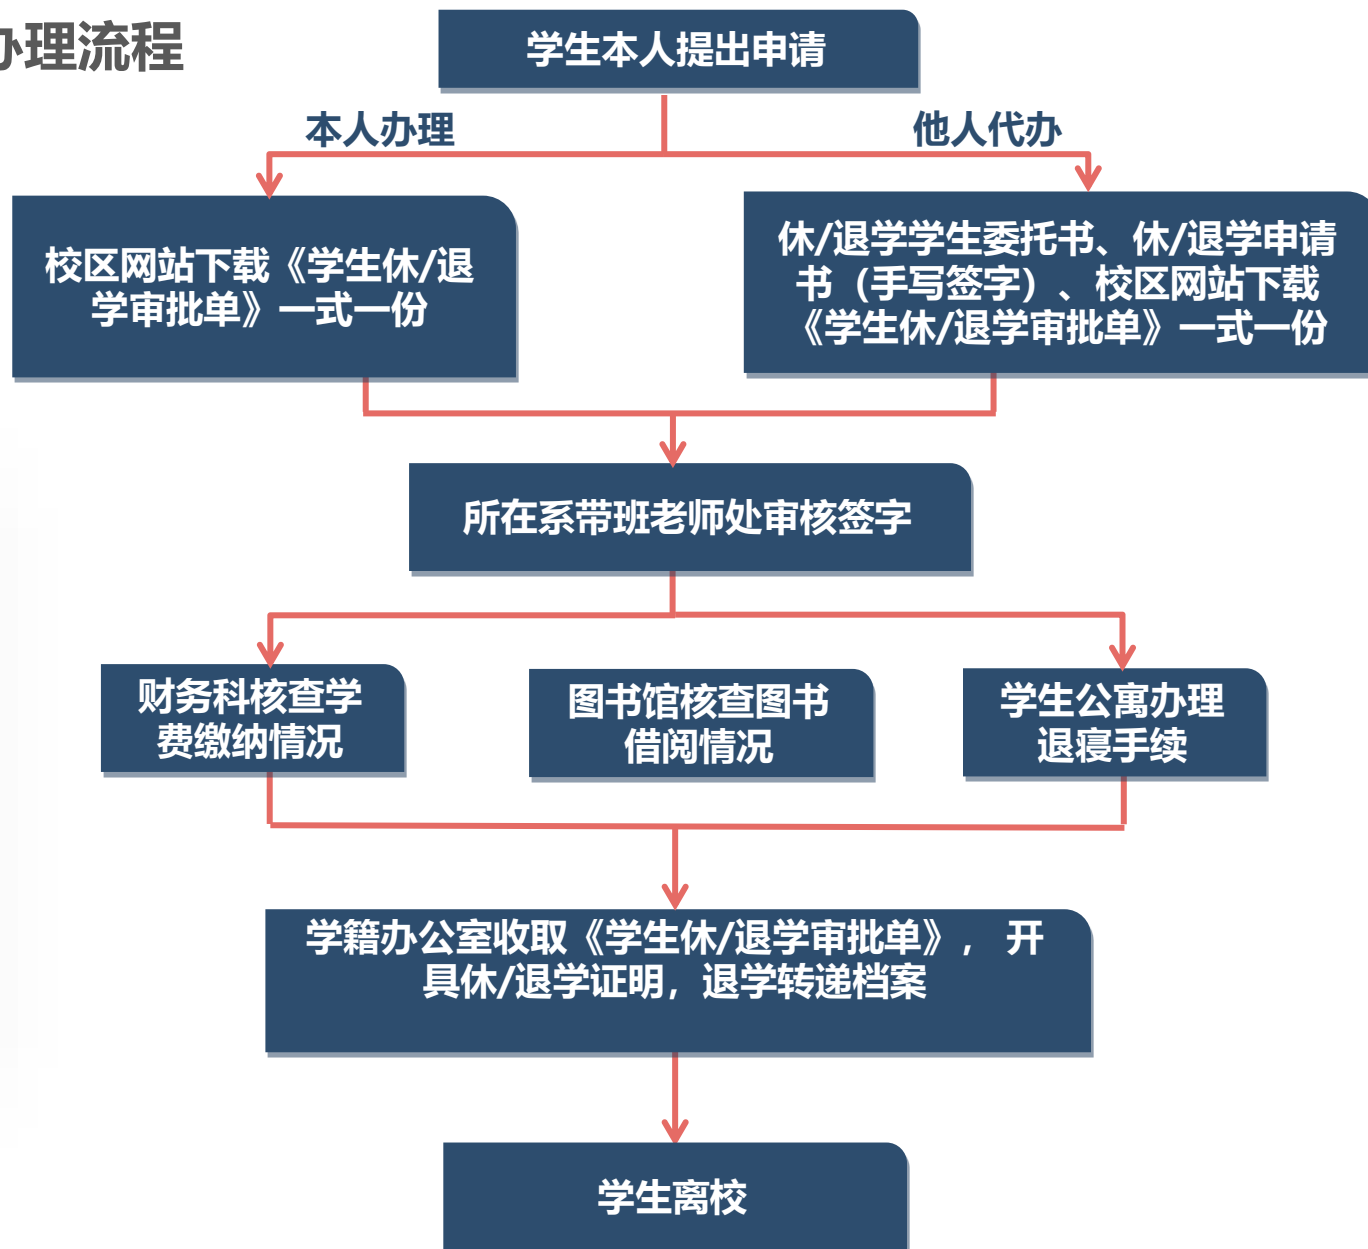 办理流程
学生本人提出申请
本人办理
他人代办
校区网站下载《学生休/退
学审批单》一式一份
休/退学学生委托书、休/退学申请
书（手写签字）、校区网站下载
《学生休/退学审批单》一式一份
所在系带班老师处审核签字
财务科核查学
费缴纳情况
图书馆核查图书
借阅情况
学生公寓办理
退寝手续
学籍办公室收取《学生休/退学审批单》， 开
具休/退学证明，退学转递档案
学生离校